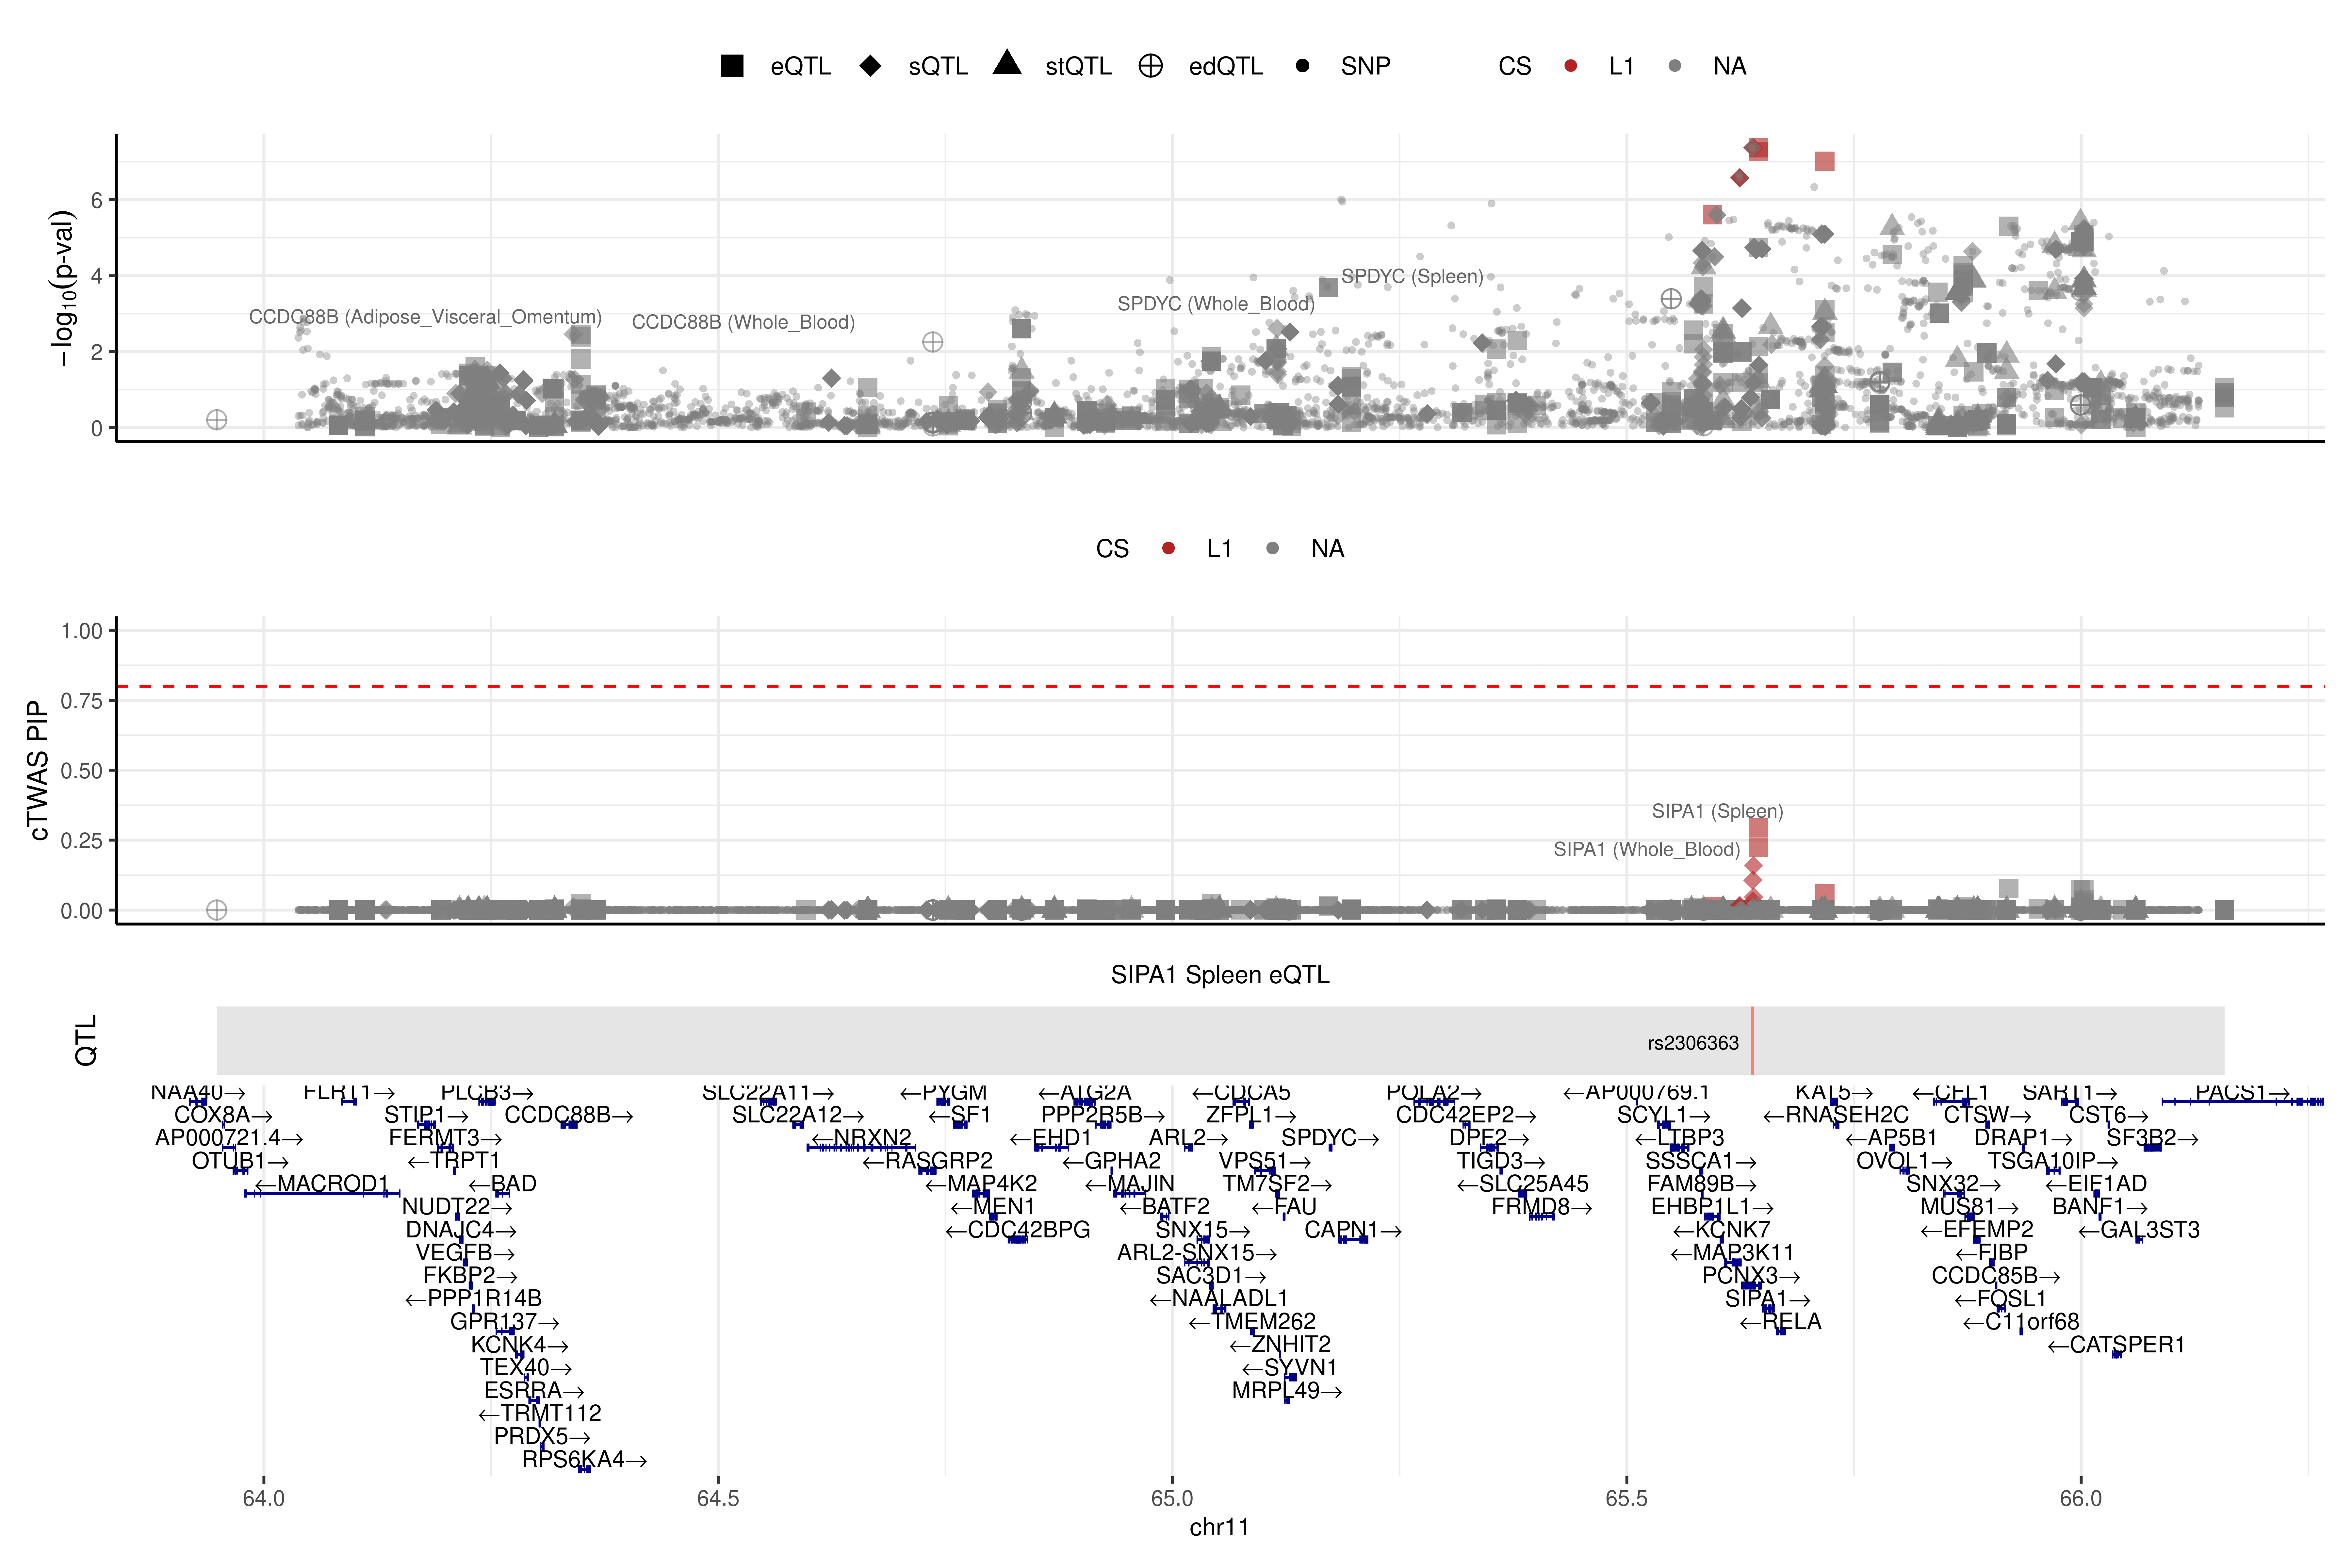 eQTL sQTL stQTL edQTL SNP CS L1 NA
−log10(p-val)
6
4
2
0
SPDYC (Spleen)
SPDYC (Whole_Blood)
CCDC88B (Adipose_Visceral_Omentum)
CCDC88B (Whole_Blood)
CS L1 NA
cTWAS PIP
1.00
0.75
0.50
0.25
0.00
SIPA1 (Spleen)
SIPA1 (Whole_Blood)
SIPA1 Spleen eQTL
QTL
rs2306363
NAA40→ FLRT1→ PLCB3→ SLC22A11→ ←PYGM ←ATG2A ←CDCA5 POLA2→ ←AP000769.1 KAT5→ ←CFL1 SART1→ PACS1→
COX8A→ STIP1→ CCDC88B→ SLC22A12→ ←SF1 PPP2R5B→ ZFPL1→ CDC42EP2→ SCYL1→ ←RNASEH2C CTSW→ CST6→
AP000721.4→ FERMT3→ ←NRXN2 ←EHD1 ARL2→ SPDYC→ DPF2→ ←LTBP3 ←AP5B1 DRAP1→ SF3B2→
OTUB1→ ←TRPT1 ←RASGRP2 ←GPHA2 VPS51→ TIGD3→ SSSCA1→ OVOL1→ TSGA10IP→
←MACROD1 ←BAD ←MAP4K2 ←MAJIN TM7SF2→ ←SLC25A45 FAM89B→ SNX32→ ←EIF1AD
NUDT22→ ←MEN1 ←BATF2 ←FAU FRMD8→ EHBP1L1→ MUS81→ BANF1→
DNAJC4→ ←CDC42BPG SNX15→ CAPN1→ ←KCNK7 ←EFEMP2 ←GAL3ST3
VEGFB→ ARL2-SNX15→ ←MAP3K11 ←FIBP
FKBP2→ SAC3D1→ PCNX3→ CCDC85B→
←PPP1R14B ←NAALADL1 SIPA1→ ←FOSL1
GPR137→ ←TMEM262 ←RELA ←C11orf68
KCNK4→ ←ZNHIT2 ←CATSPER1
TEX40→ ←SYVN1
ESRRA→ MRPL49→
←TRMT112
PRDX5→
RPS6KA4→
64.0 64.5 65.0 65.5 66.0
chr11